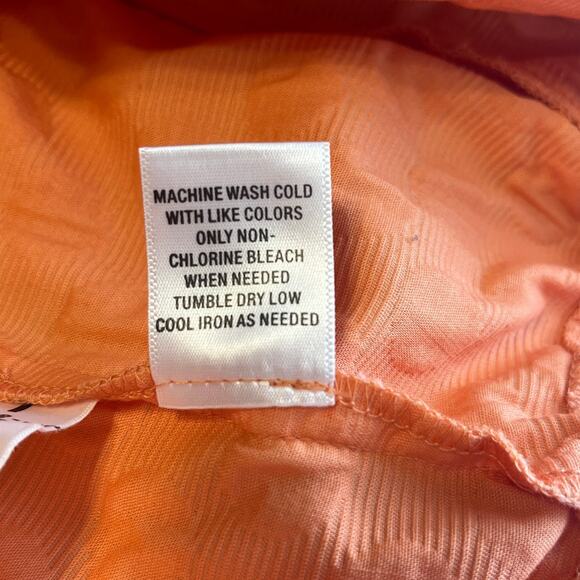 MACHINE WASH COLD
WITH LIKE COLORS
ONLY NON-
CHLORINE BLEACH
WHEN NEEDED
TUMBLE DRY LOW
COOL IRON AS NEEDED